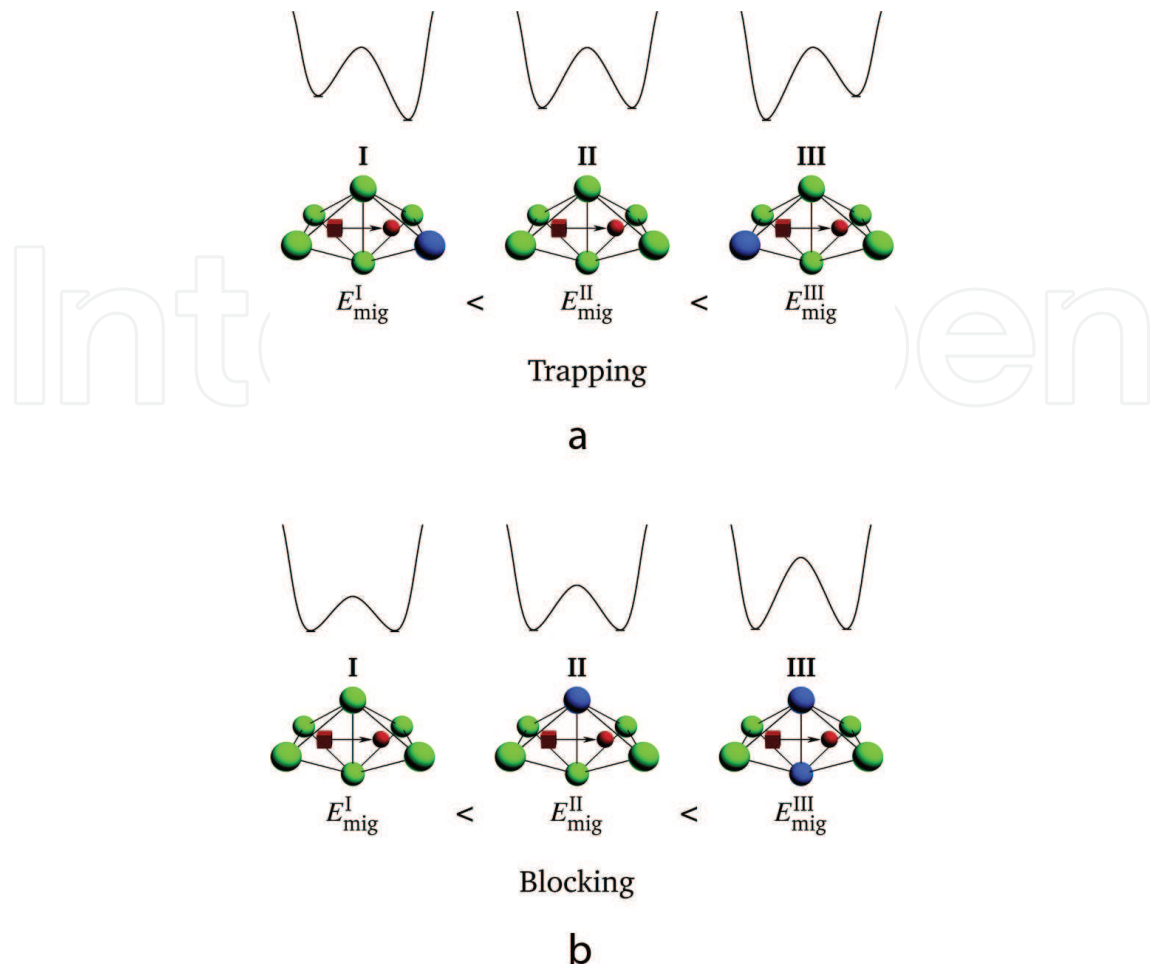 I II III
E^I_mig < E^II_mig < E^III_mig
Trapping
a
I II III
E^I_mig < E^II_mig < E^III_mig
Blocking
b